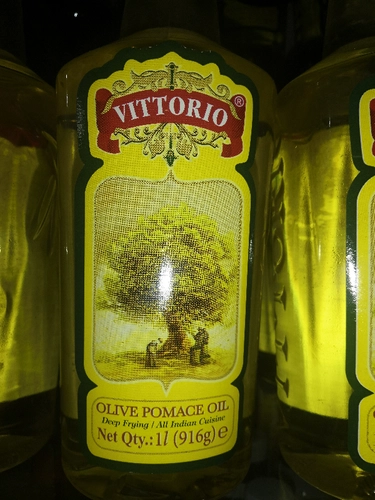 VITTORIO®
OLIVE POMACE OIL
Deep Frying / All Indian Cuisine
Net Qty.: 1l (916g) e